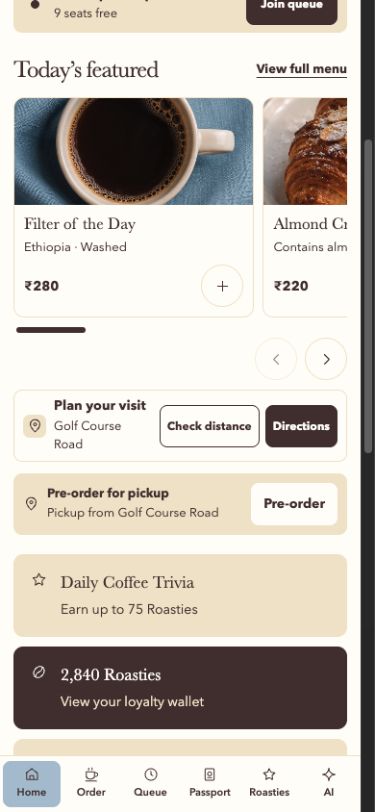 9 seats free
Join queue
Today's featured
View full menu
Filter of the Day
Ethiopia · Washed
₹280
Almond Cr
Contains alm
₹220
Plan your visit
Golf Course
Road
Check distance
Directions
Pre-order for pickup
Pickup from Golf Course Road
Pre-order
Daily Coffee Trivia
Earn up to 75 Roasties
2,840 Roasties
View your loyalty wallet
Home
Order
Queue
Passport
Roasties
AI